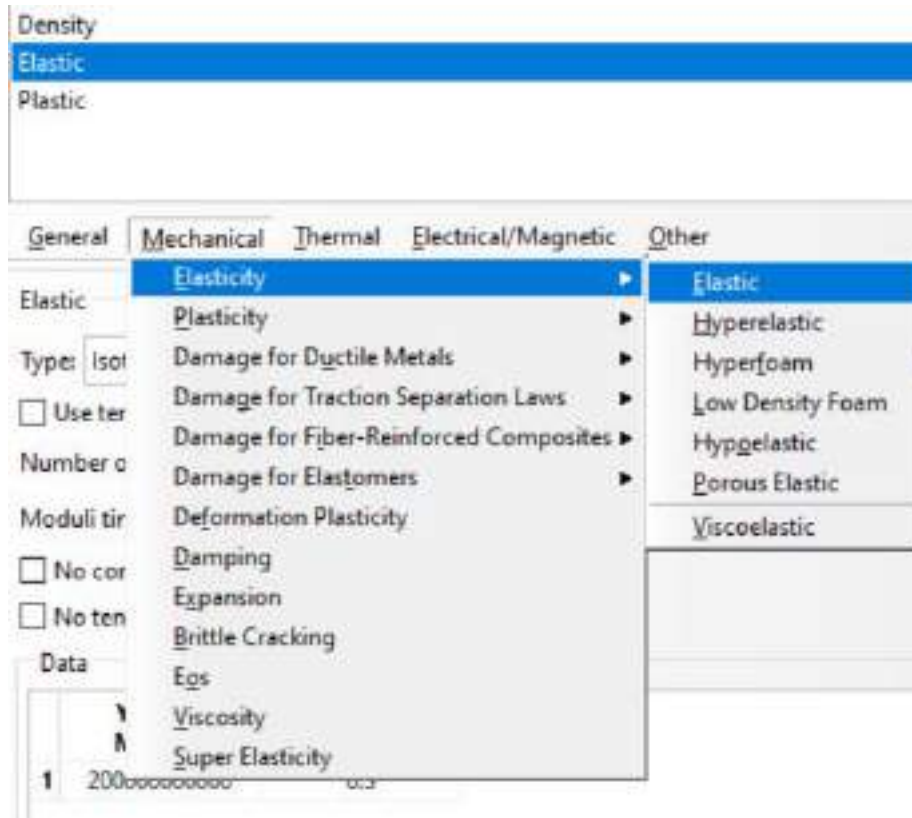 Density
Elastic
Plastic
General Mechanical Thermal Electrical/Magnetic Other
Elasticity
Plasticity
Damage for Ductile Metals
Damage for Traction Separation Laws
Damage for Fiber-Reinforced Composites
Damage for Elastomers
Deformation Plasticity
Damping
Expansion
Brittle Cracking
Eos
Viscosity
Super Elasticity
Elastic
Hyperelastic
Hyperfoam
Low Density Foam
Hypoelastic
Porous Elastic
Viscoelastic
Elastic
Type: Isot
Use ter
Number o
Moduli tir
No cor
No ten
Data
1